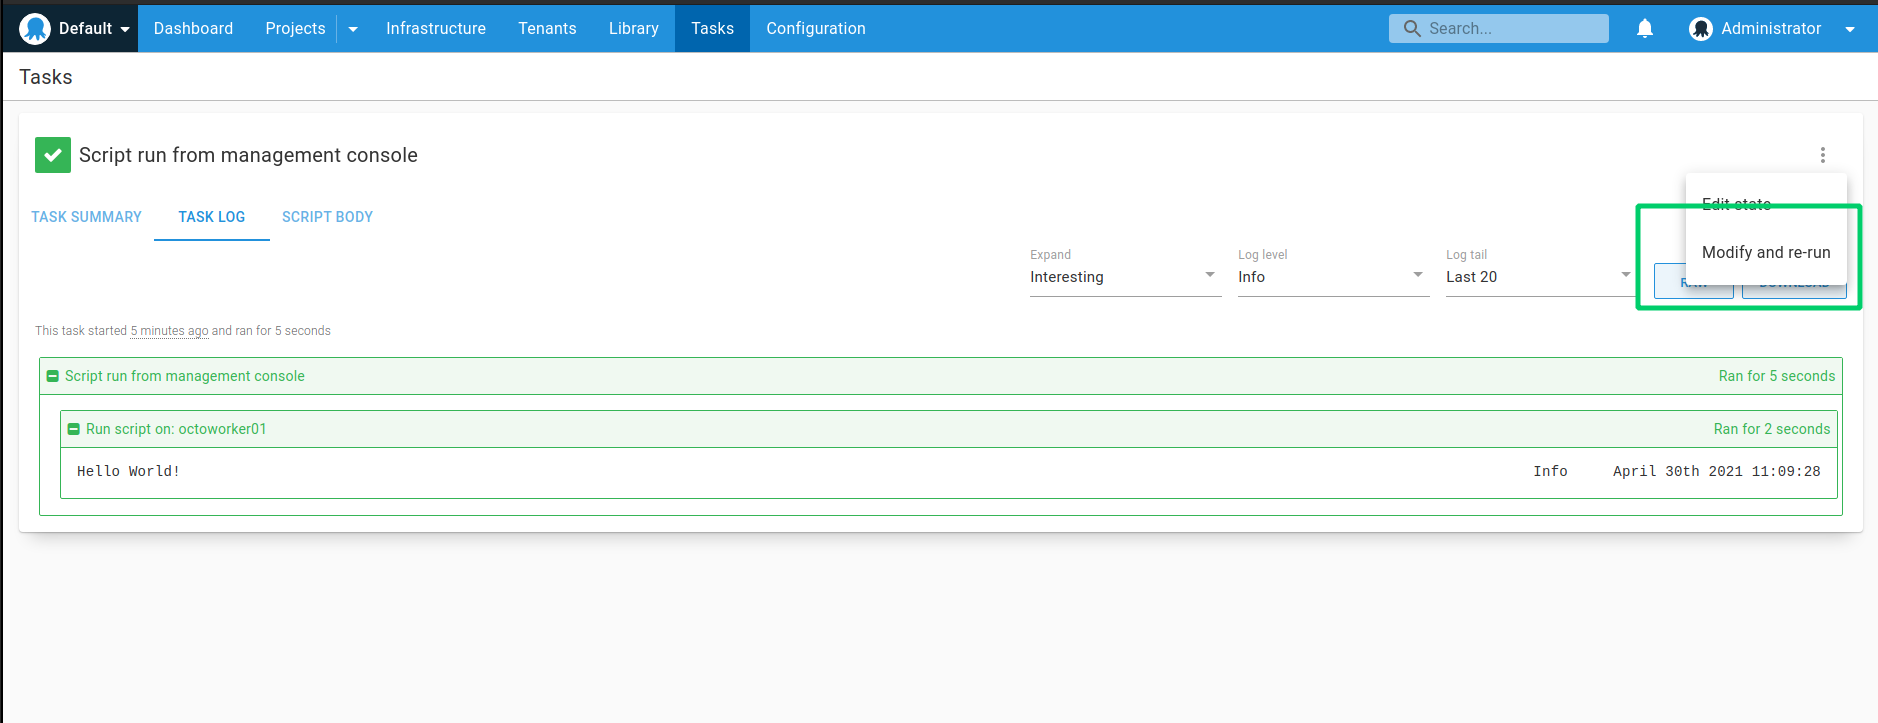 Default Dashboard Projects Infrastructure Tenants Library Tasks Configuration Search... Administrator
Tasks
Script run from management console
TASK SUMMARY TASK LOG SCRIPT BODY
Edit state
Modify and re-run
Expand Log level Log tail
Interesting Info Last 20
RAW DOWNLOAD
This task started 5 minutes ago and ran for 5 seconds
Script run from management console Ran for 5 seconds
Run script on: octoworker01 Ran for 2 seconds
Hello World! Info April 30th 2021 11:09:28